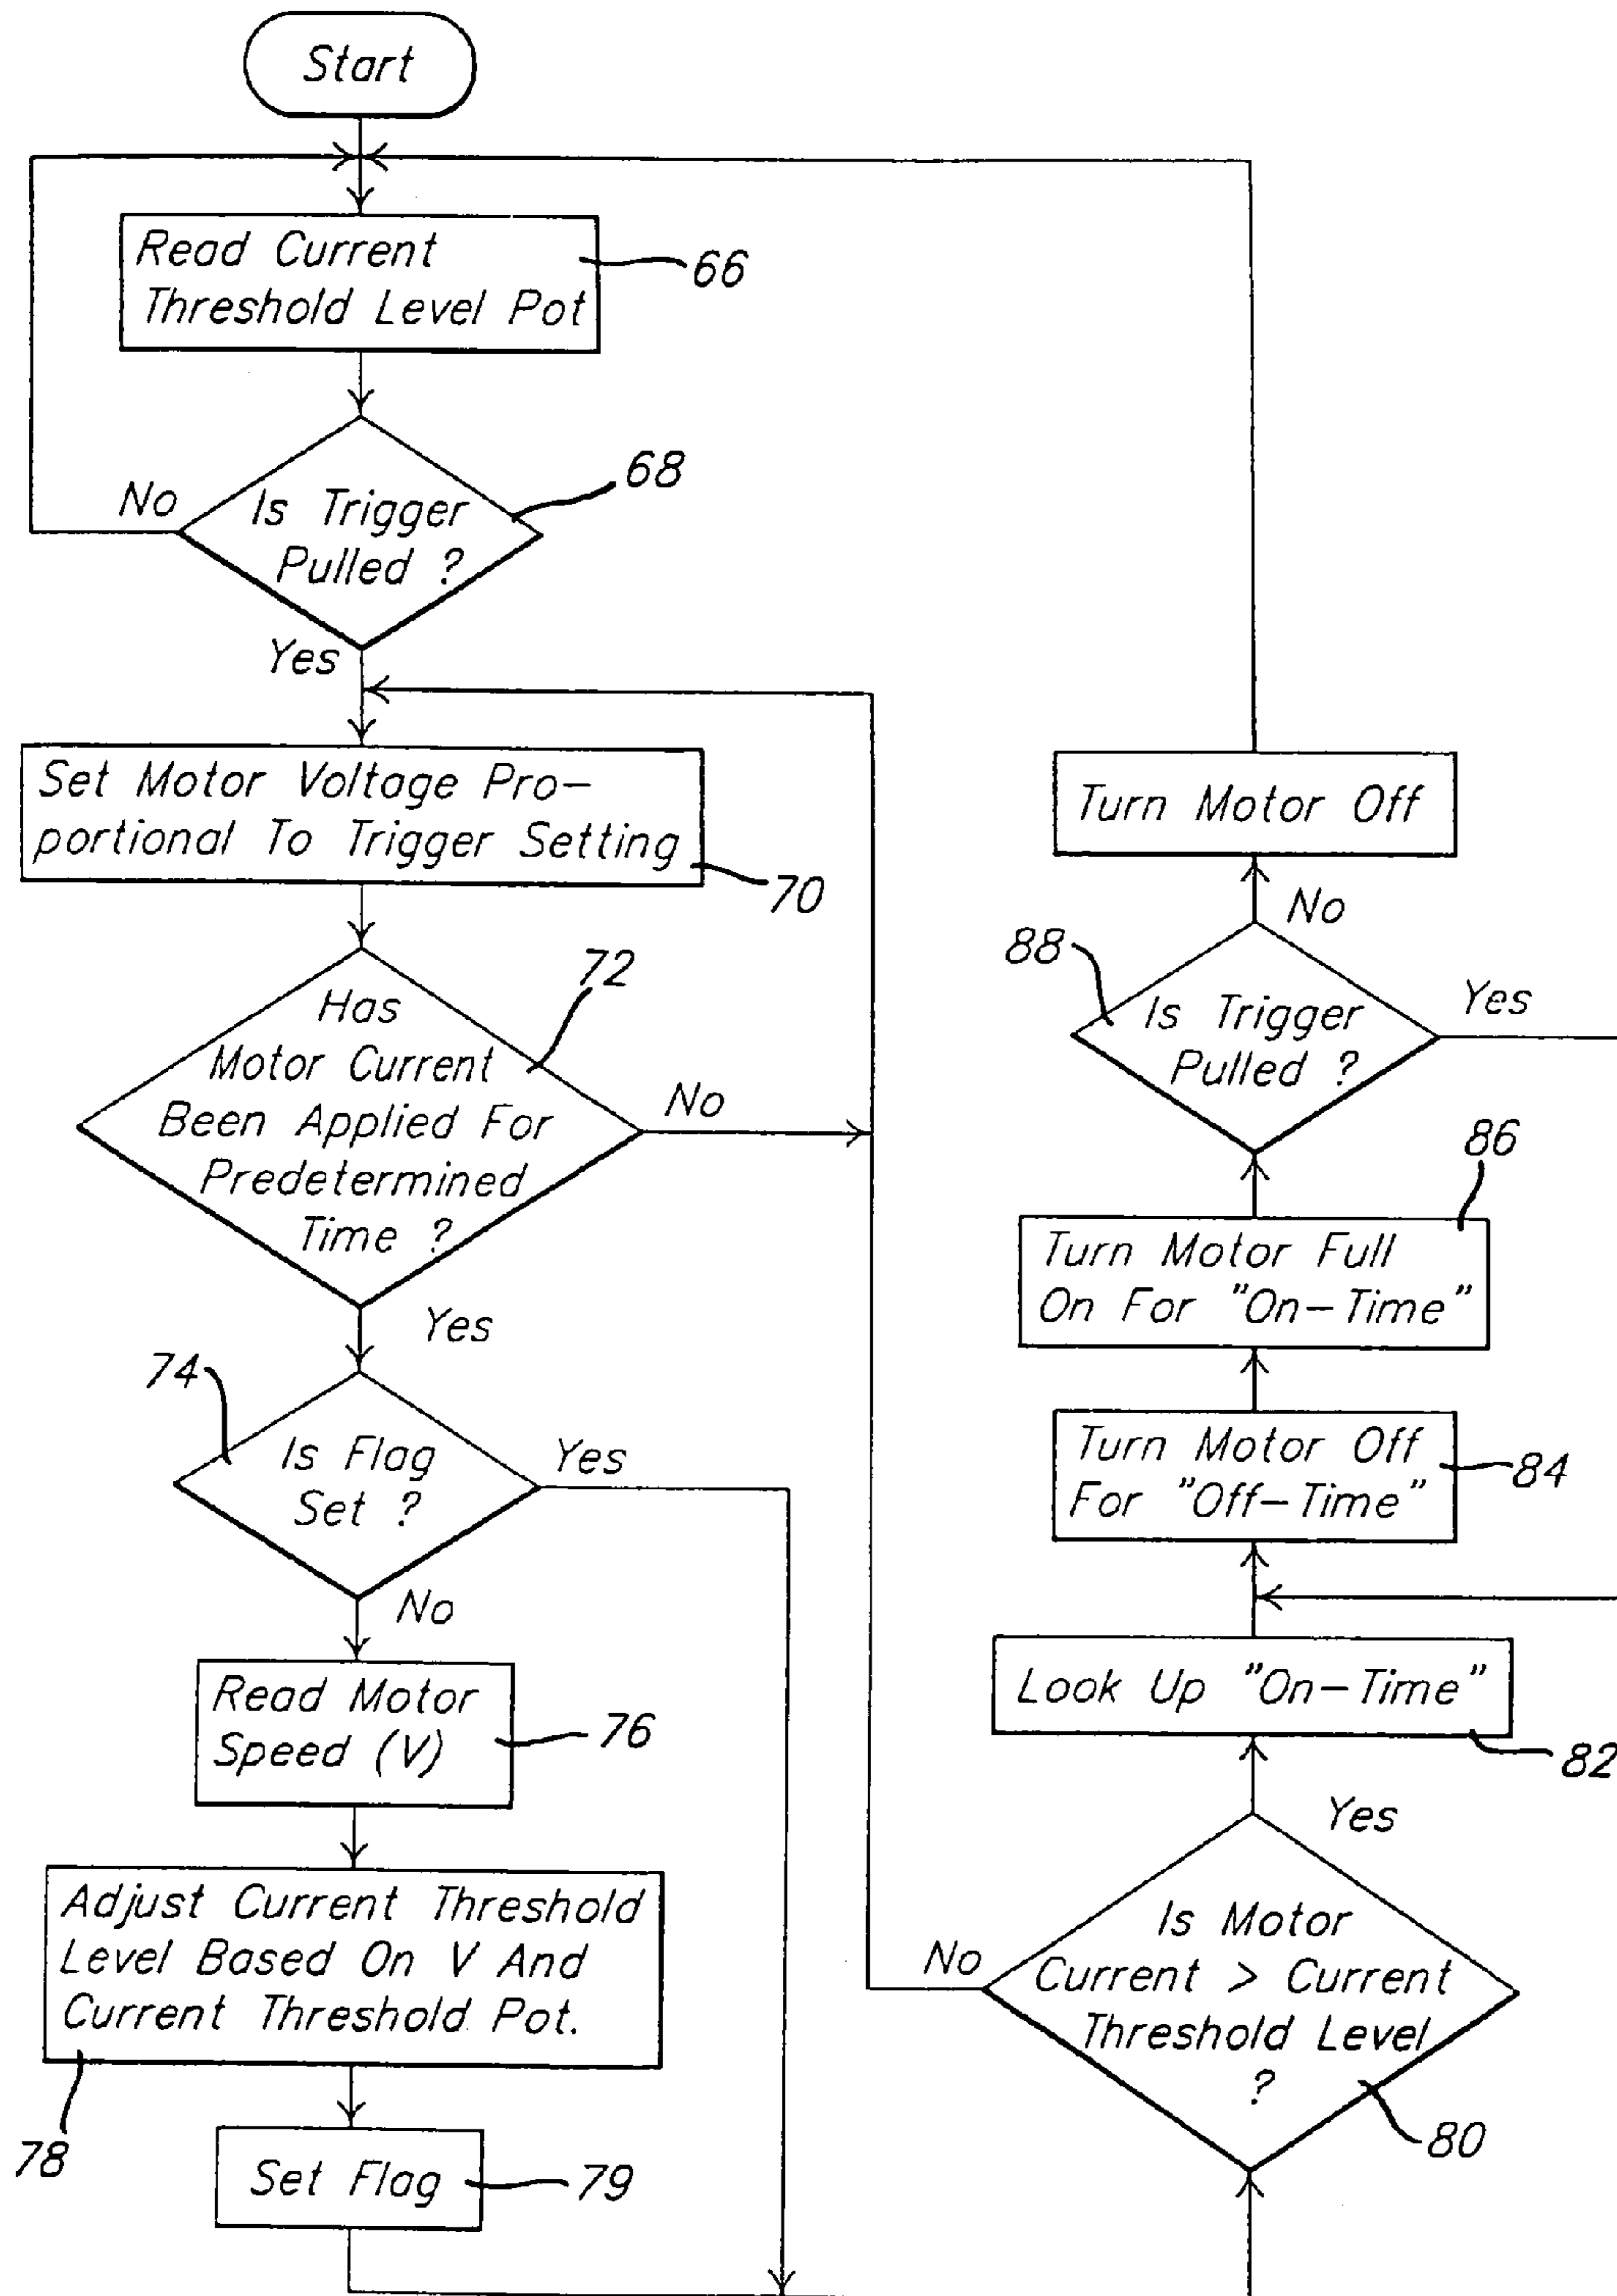 Start
Read Current
Threshold Level Pot
66
68
No
Is Trigger
Pulled ?
Yes
Set Motor Voltage Pro-
portional To Trigger Setting
70
72
Has
Motor Current
Been Applied For
Predetermined
Time ?
No
Yes
74
Is Flag
Set ?
Yes
No
Read Motor
Speed (V)
76
Adjust Current Threshold
Level Based On V And
Current Threshold Pot.
78
Set Flag
79
Turn Motor Off
No
88
Is Trigger
Pulled ?
Yes
86
Turn Motor Full
On For "On-Time"
Turn Motor Off
For "Off-Time"
84
Look Up "On-Time"
82
Yes
Is Motor
Current > Current
Threshold Level
?
No
80